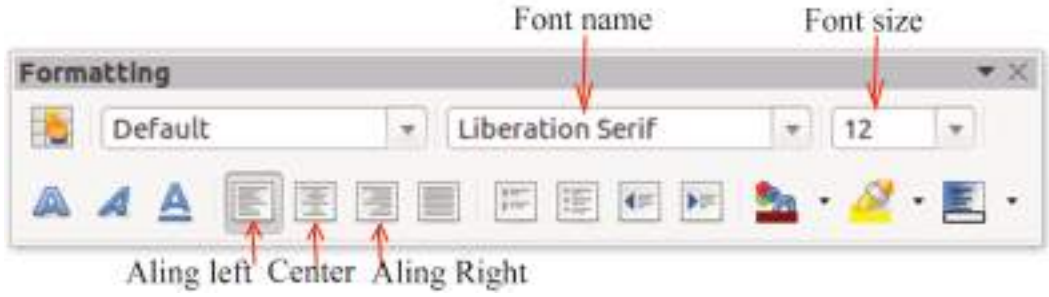 Font name Font size
Formatting
Default Liberation Serif 12
Aling left Center Aling Right